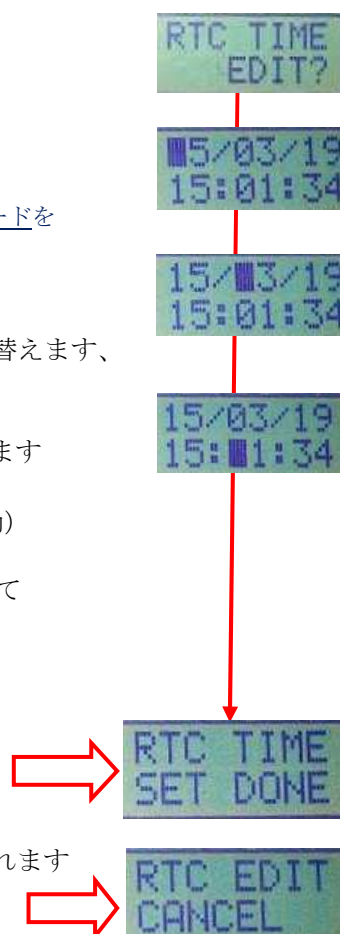 RTC TIME
EDIT?
5/03/19
15:01:34
ードを
15/ 3/19
15:01:34
替えます、
15/03/19
15: 1:34
ます
)
て
RTC TIME
SET DONE
れます
RTC EDIT
CANCEL